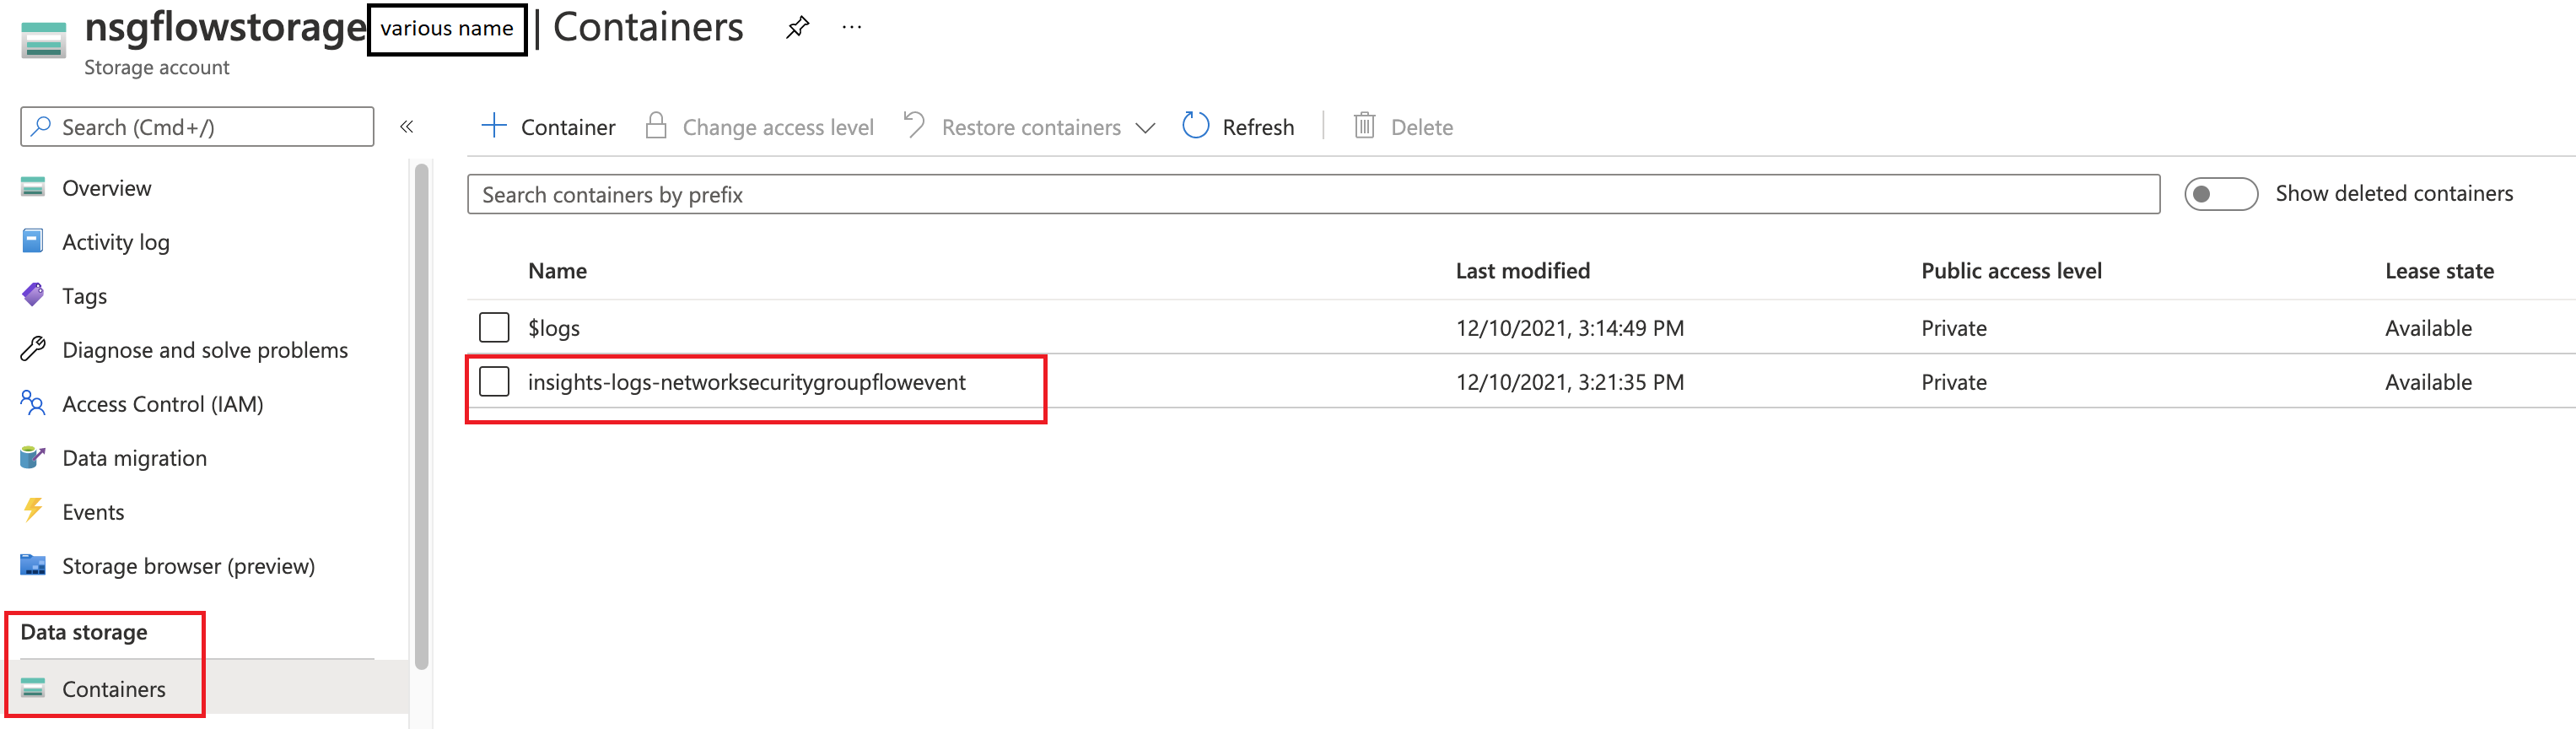 nsgflowstorage various name | Containers ...
Storage account
Search (Cmd+/)
«
Container
Change access level
Restore containers
Refresh
Delete
Overview
Activity log
Tags
Diagnose and solve problems
Access Control (IAM)
Data migration
Events
Storage browser (preview)
Data storage
Containers
Search containers by prefix
Show deleted containers
Name Last modified Public access level Lease state
$logs 12/10/2021, 3:14:49 PM Private Available
insights-logs-networksecuritygroupflowevent 12/10/2021, 3:21:35 PM Private Available